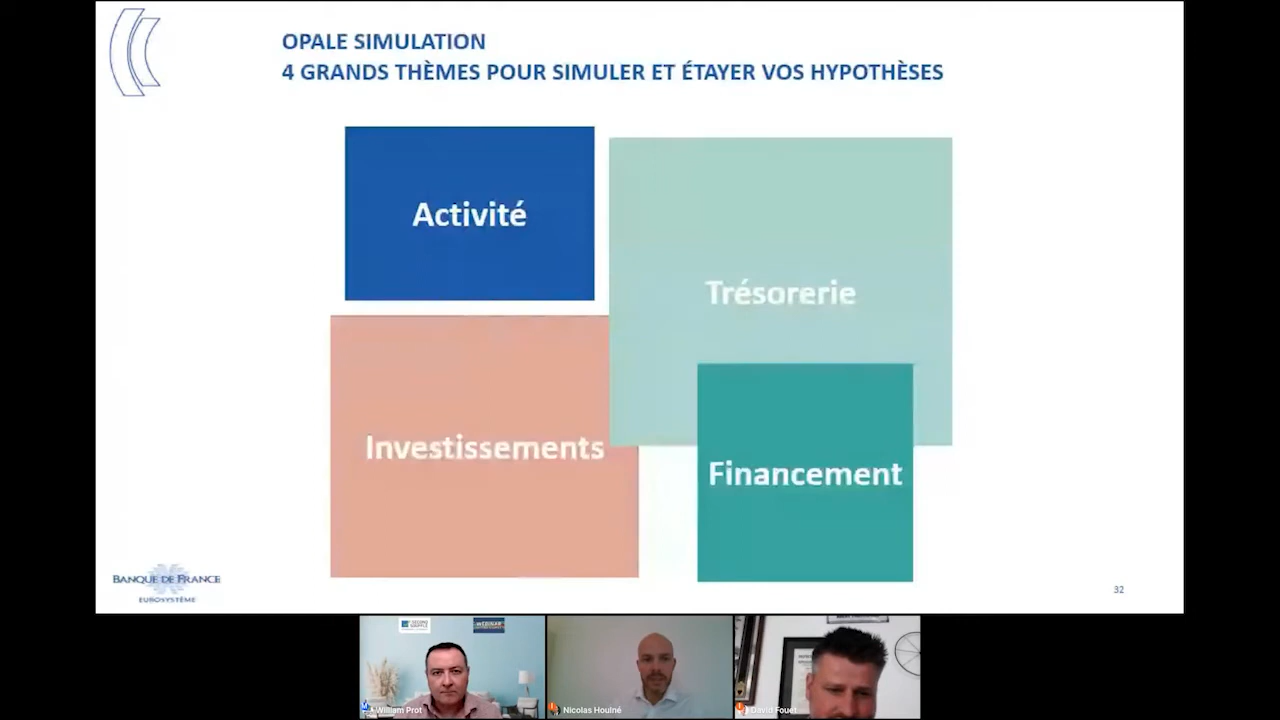 OPALE SIMULATION
4 GRANDS THÈMES POUR SIMULER ET ÉTAYER VOS HYPOTHÈSES
Activité
Trésorerie
Investissements
Financement
BANQUE DE FRANCE
EUROSYSTÈME
32
William Prot
Nicolas Houiné
David Fouet